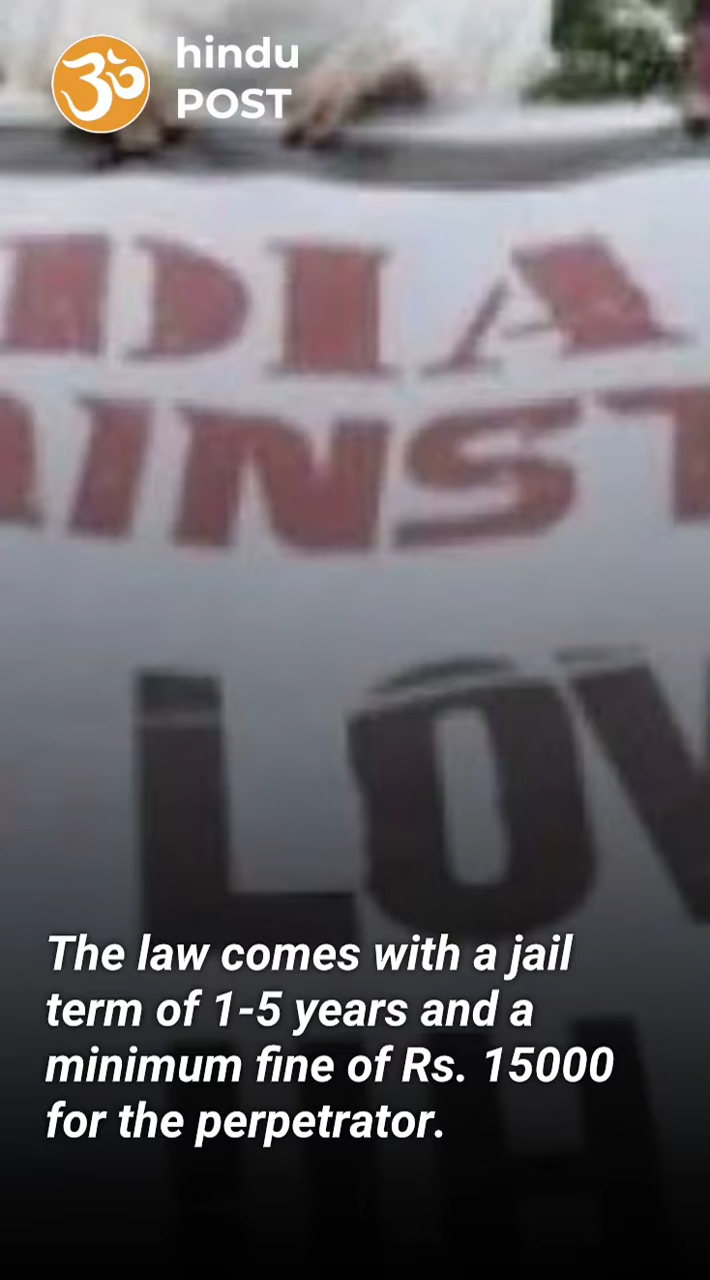 ॐ
hindu
POST
DIA
AINST
LOV
The law comes with a jail
term of 1-5 years and a
minimum fine of Rs. 15000
for the perpetrator.